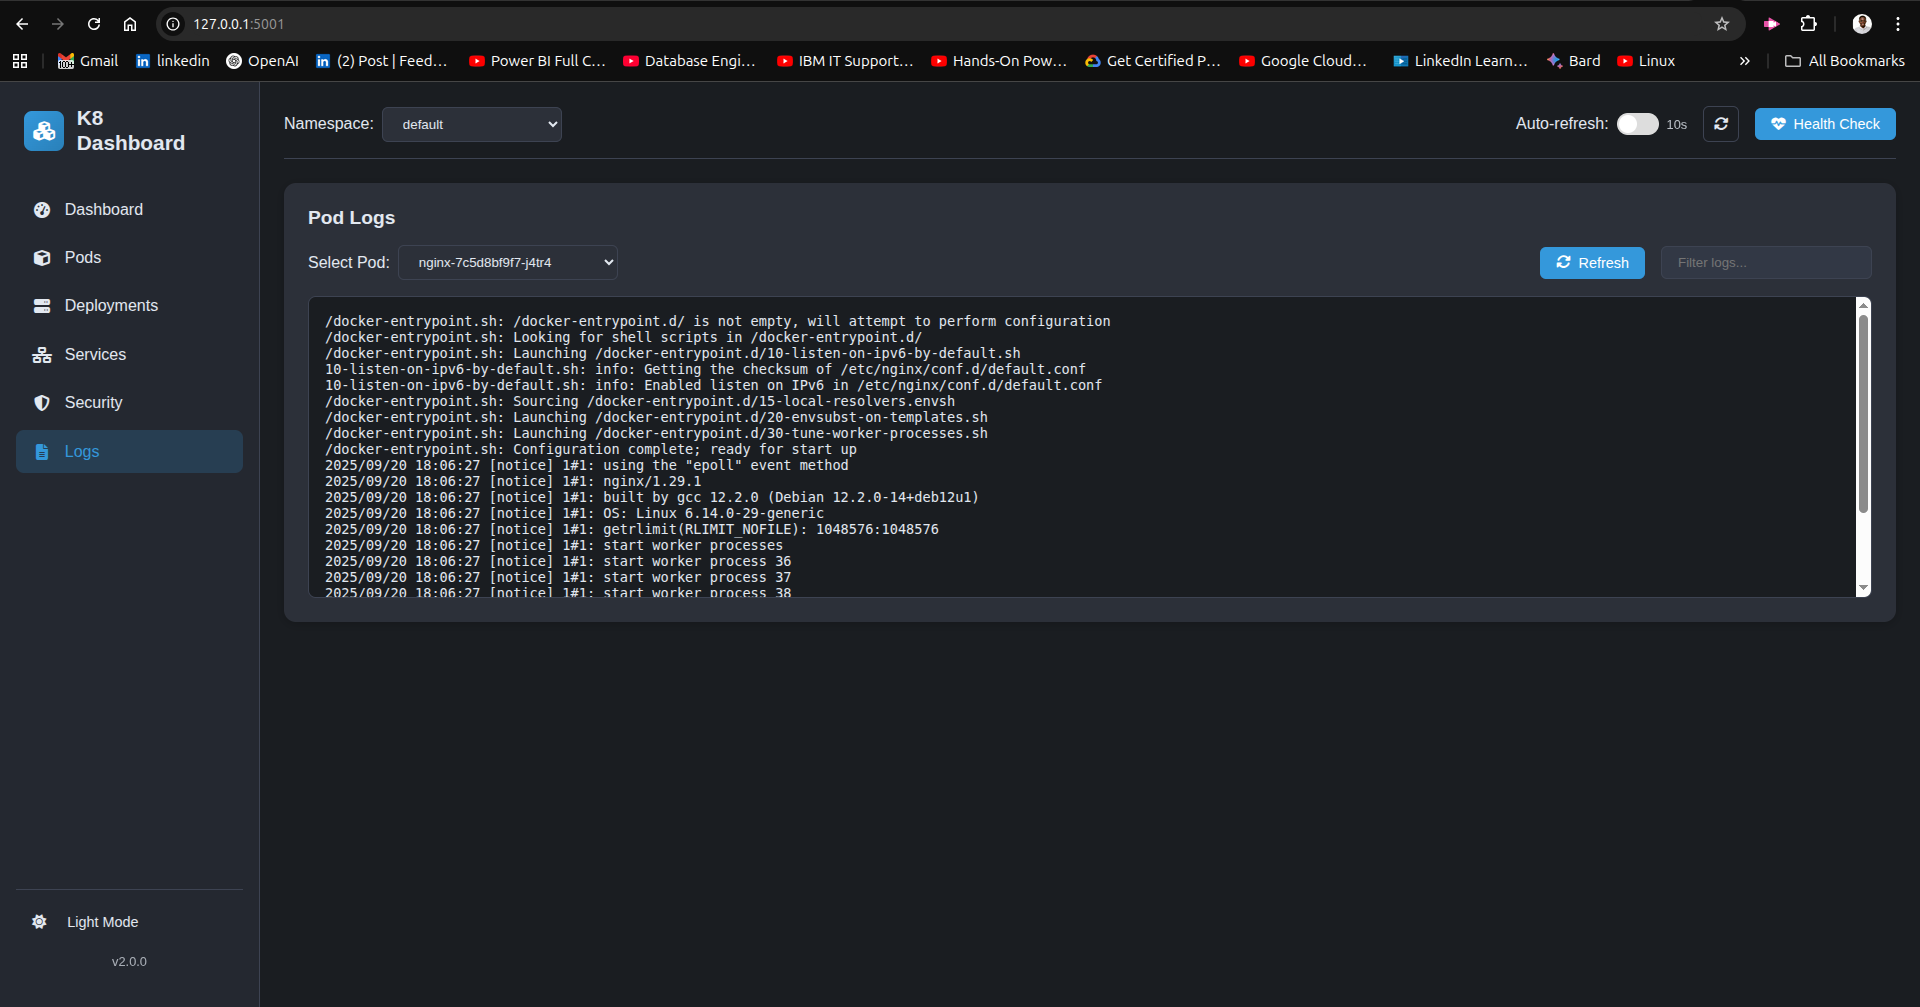 127.0.0.1:5001
Gmail
linkedin
OpenAI
(2) Post | Feed...
Power BI Full C...
Database Engi...
IBM IT Support...
Hands-On Pow...
Get Certified P...
Google Cloud...
LinkedIn Learn...
Bard
Linux
All Bookmarks
K8
Dashboard
Dashboard
Pods
Deployments
Services
Security
Logs
Light Mode
v2.0.0
Namespace: default
Auto-refresh: 10s
Health Check
Pod Logs
Select Pod: nginx-7c5d8bf9f7-j4tr4
Refresh
Filter logs...
/docker-entrypoint.sh: /docker-entrypoint.d/ is not empty, will attempt to perform configuration
/docker-entrypoint.sh: Looking for shell scripts in /docker-entrypoint.d/
/docker-entrypoint.sh: Launching /docker-entrypoint.d/10-listen-on-ipv6-by-default.sh
10-listen-on-ipv6-by-default.sh: info: Getting the checksum of /etc/nginx/conf.d/default.conf
10-listen-on-ipv6-by-default.sh: info: Enabled listen on IPv6 in /etc/nginx/conf.d/default.conf
/docker-entrypoint.sh: Sourcing /docker-entrypoint.d/15-local-resolvers.envsh
/docker-entrypoint.sh: Launching /docker-entrypoint.d/20-envsubst-on-templates.sh
/docker-entrypoint.sh: Launching /docker-entrypoint.d/30-tune-worker-processes.sh
/docker-entrypoint.sh: Configuration complete; ready for start up
2025/09/20 18:06:27 [notice] 1#1: using the "epoll" event method
2025/09/20 18:06:27 [notice] 1#1: nginx/1.29.1
2025/09/20 18:06:27 [notice] 1#1: built by gcc 12.2.0 (Debian 12.2.0-14+deb12u1)
2025/09/20 18:06:27 [notice] 1#1: OS: Linux 6.14.0-29-generic
2025/09/20 18:06:27 [notice] 1#1: getrlimit(RLIMIT_NOFILE): 1048576:1048576
2025/09/20 18:06:27 [notice] 1#1: start worker processes
2025/09/20 18:06:27 [notice] 1#1: start worker process 36
2025/09/20 18:06:27 [notice] 1#1: start worker process 37
2025/09/20 18:06:27 [notice] 1#1: start worker process 38